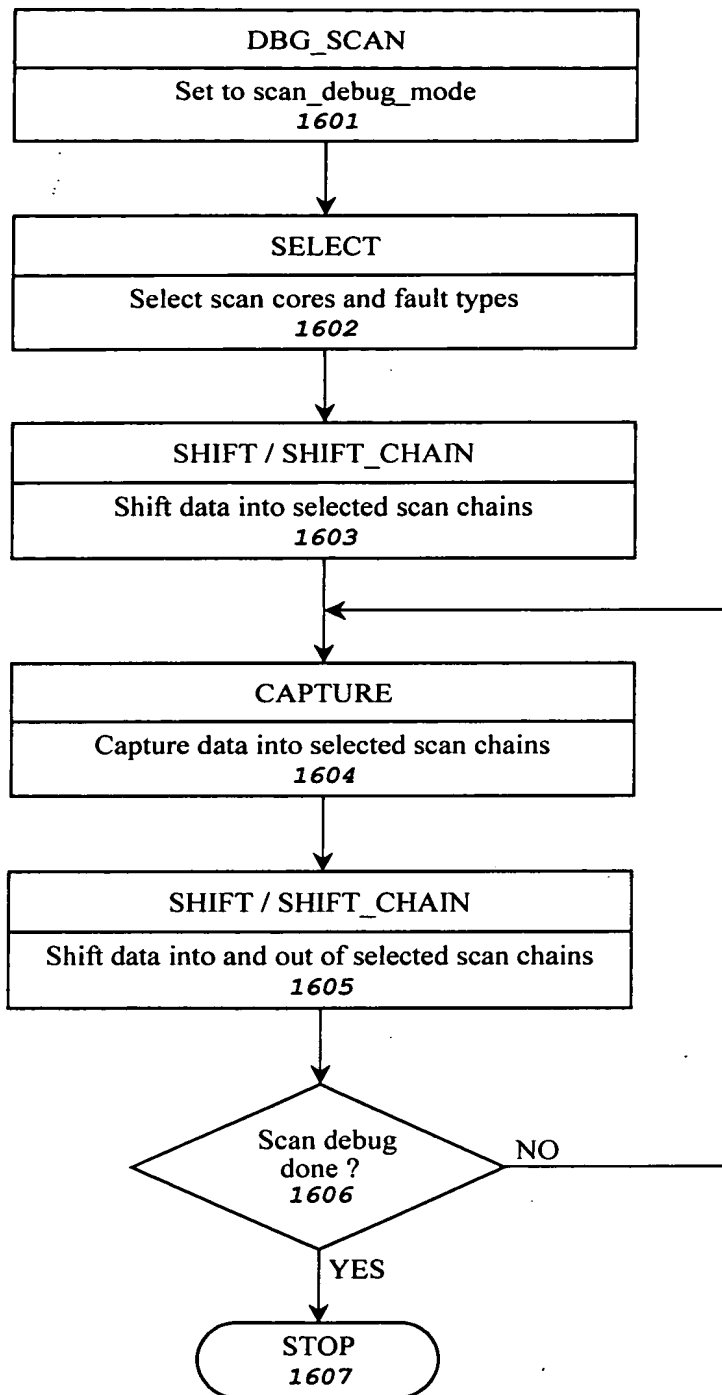 DBG_SCAN
Set to scan_debug_mode
1601
SELECT
Select scan cores and fault types
1602
SHIFT / SHIFT_CHAIN
Shift data into selected scan chains
1603
CAPTURE
Capture data into selected scan chains
1604
SHIFT / SHIFT_CHAIN
Shift data into and out of selected scan chains
1605
Scan debug
done ?
1606
NO
YES
STOP
1607